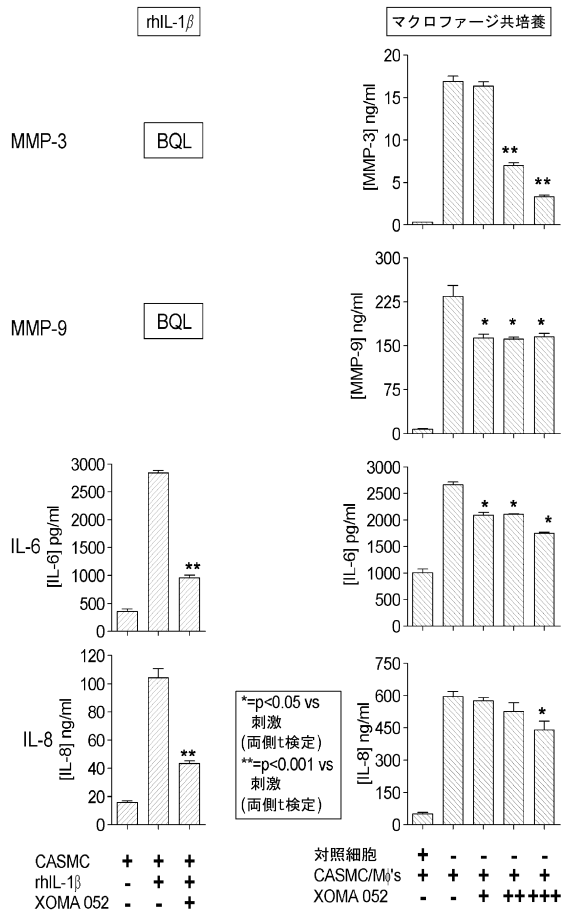 rhIL-1β
マクロファージ共培養
MMP-3
BQL
[MMP-3] ng/ml
20
15
10
5
0
**
**
MMP-9
BQL
[MMP-9] ng/ml
300
225
150
75
0
*
*
*
IL-6
[IL-6] pg/ml
3000
2500
2000
1500
1000
500
0
**
[IL-6] pg/ml
3000
2500
2000
1500
1000
500
0
*
*
*
IL-8
[IL-8] ng/ml
120
100
80
60
40
20
0
**
*=p<0.05 vs
刺激
(両側t検定)
**=p<0.001 vs
刺激
(両側t検定)
[IL-8] ng/ml
750
600
450
300
150
0
*
CASMC + + +
rhIL-1β - + +
XOMA 052 +
対照細胞 + - - - -
CASMC/Mφ's + + + + +
XOMA 052 + ++ +++